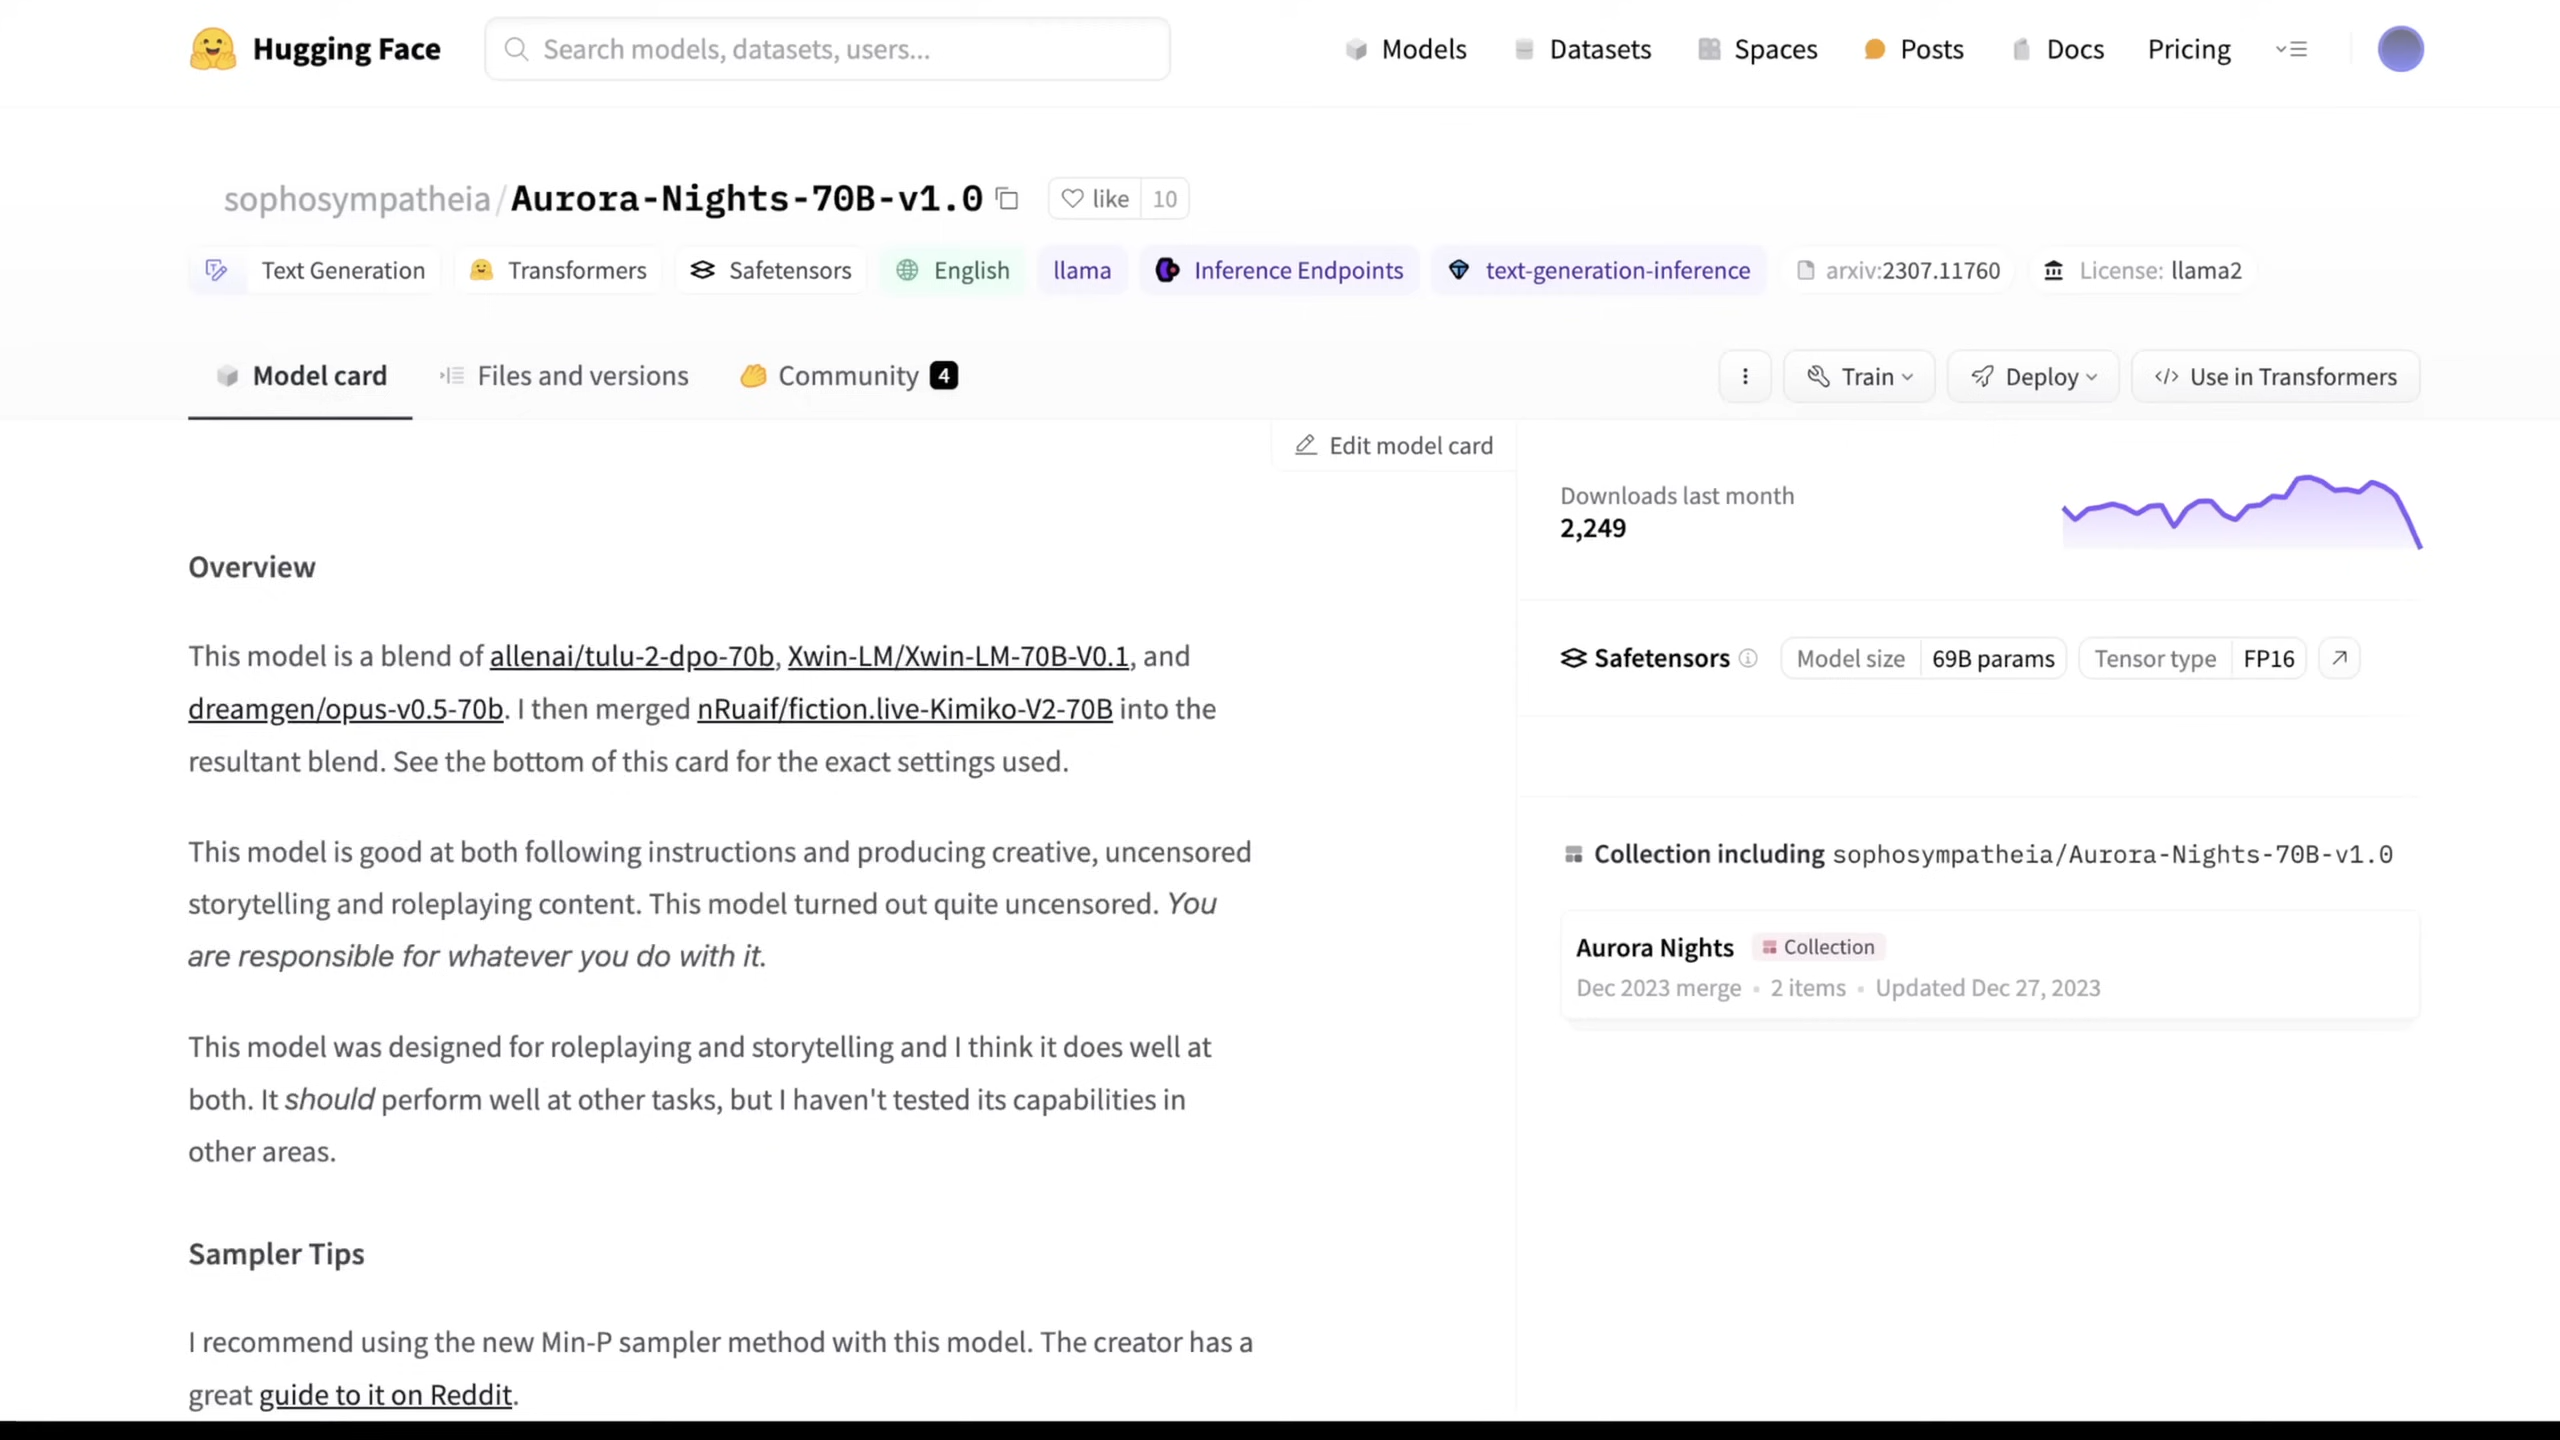 Hugging Face
Search models, datasets, users...
Models
Datasets
Spaces
Posts
Docs
Pricing
sophosympatheia/Aurora-Nights-70B-v1.0
like 10
Text Generation
Transformers
Safetensors
English
llama
Inference Endpoints
text-generation-inference
arxiv:2307.11760
License: llama2
Model card
Files and versions
Community 4
Train
Deploy
</> Use in Transformers
Edit model card
Overview
This model is a blend of allenai/tulu-2-dpo-70b, Xwin-LM/Xwin-LM-70B-V0.1, and
dreamgen/opus-v0.5-70b. I then merged nRuaif/fiction.live-Kimiko-V2-70B into the
resultant blend. See the bottom of this card for the exact settings used.
This model is good at both following instructions and producing creative, uncensored
storytelling and roleplaying content. This model turned out quite uncensored. You
are responsible for whatever you do with it.
This model was designed for roleplaying and storytelling and I think it does well at
both. It should perform well at other tasks, but I haven't tested its capabilities in
other areas.
Sampler Tips
I recommend using the new Min-P sampler method with this model. The creator has a
great guide to it on Reddit.
Downloads last month
2,249
Safetensors
Model size 69B params
Tensor type FP16
Collection including sophosympatheia/Aurora-Nights-70B-v1.0
Aurora Nights Collection
Dec 2023 merge • 2 items • Updated Dec 27, 2023